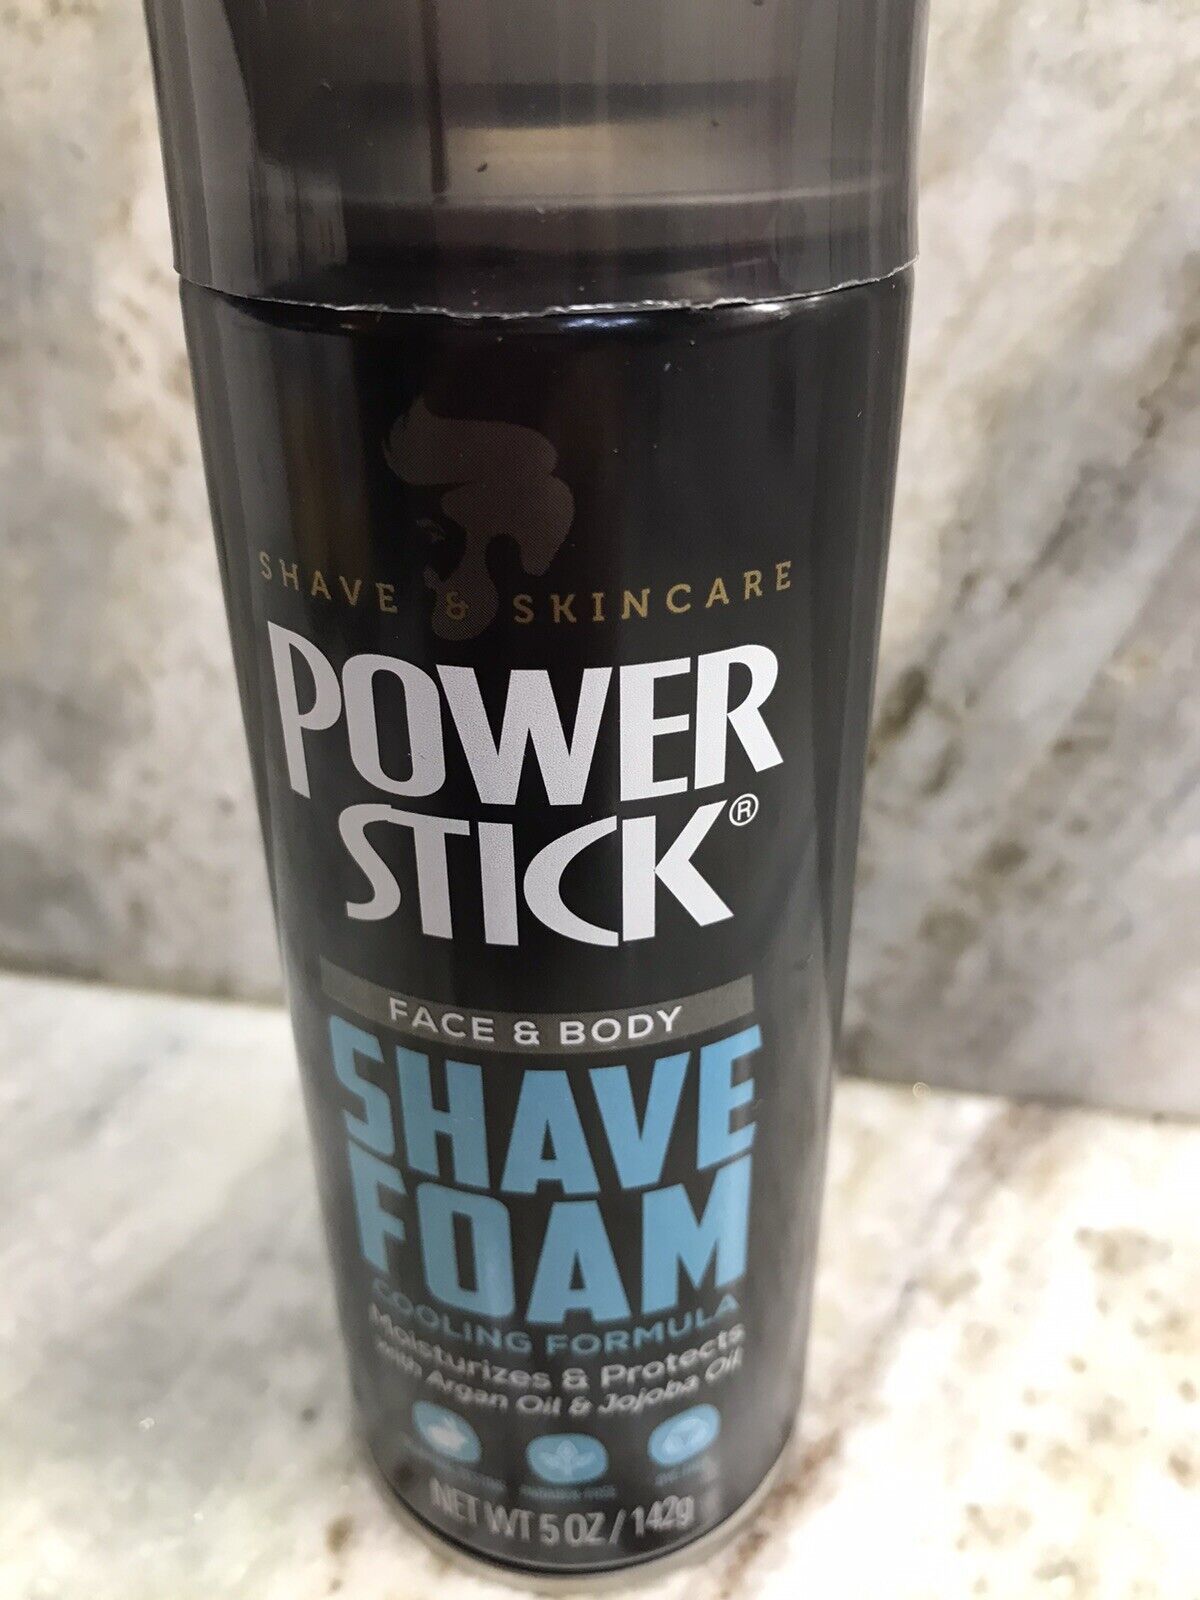 SHAVE & SKINCARE
POWER
STICK®
FACE & BODY
SHAVE
FOAM
COOLING FORMULA
Moisturizes & Protects
with Argan Oil & Jojoba Oil
NET WT 5 OZ / 142g